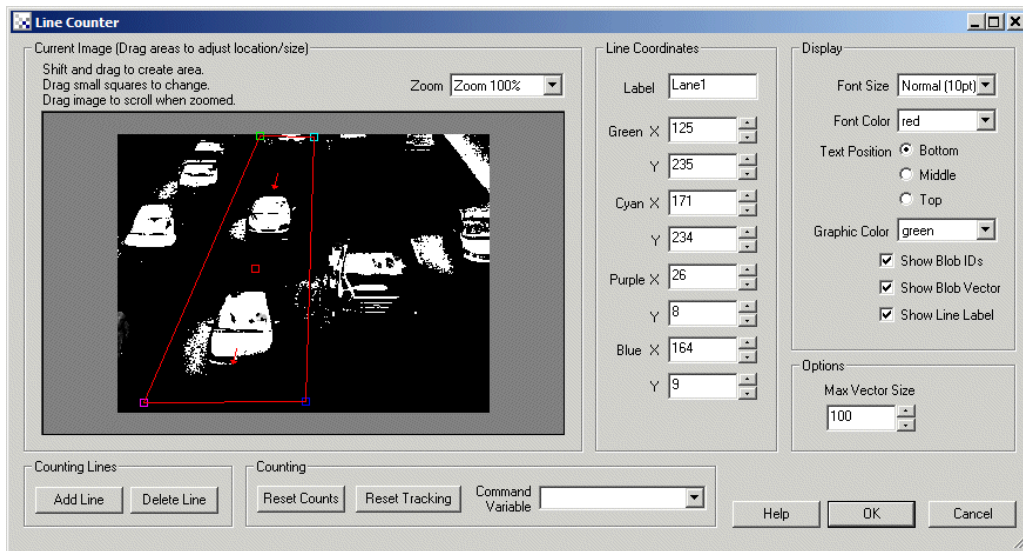 Line Counter
Current Image (Drag areas to adjust location/size)
Shift and drag to create area.
Drag small squares to change.
Drag image to scroll when zoomed.
Zoom Zoom 100%
Line Coordinates
Label Lane1
Green X 125
Y 235
Cyan X 171
Y 234
Purple X 26
Y 8
Blue X 164
Y 9
Display
Font Size Normal (10pt)
Font Color red
Text Position Bottom
Middle
Top
Graphic Color green
Show Blob IDs
Show Blob Vector
Show Line Label
Options
Max Vector Size
100
Counting Lines
Add Line Delete Line
Counting
Reset Counts Reset Tracking Command Variable
Help OK Cancel